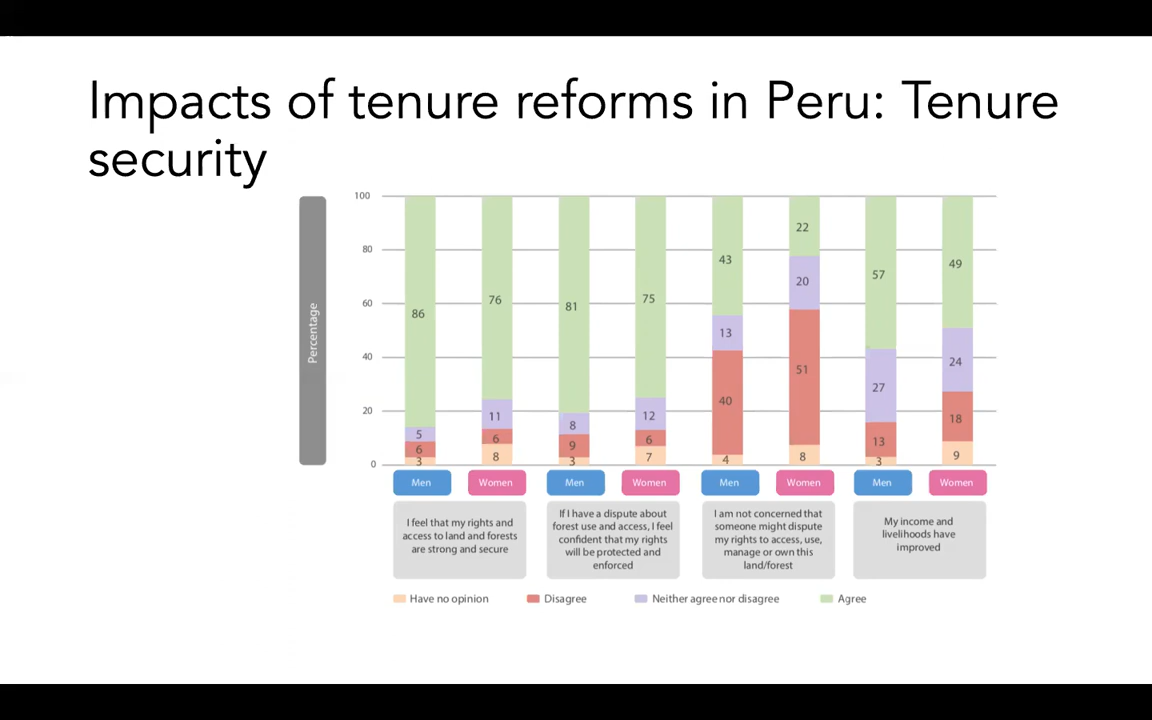 Impacts of tenure reforms in Peru: Tenure
security
Percentage
100
80
60
40
20
0
86
5
6
3
76
11
6
8
81
8
9
3
75
12
6
7
43
13
40
4
22
20
51
8
57
27
13
3
49
24
18
9
Men
Women
Men
Women
Men
Women
Men
Women
I feel that my rights and
access to land and forests
are strong and secure
If I have a dispute about
forest use and access, I feel
confident that my rights
will be protected and
enforced
I am not concerned that
someone might dispute
my rights to access, use,
manage or own this
land/forest
My income and
livelihoods have
improved
Have no opinion
Disagree
Neither agree nor disagree
Agree